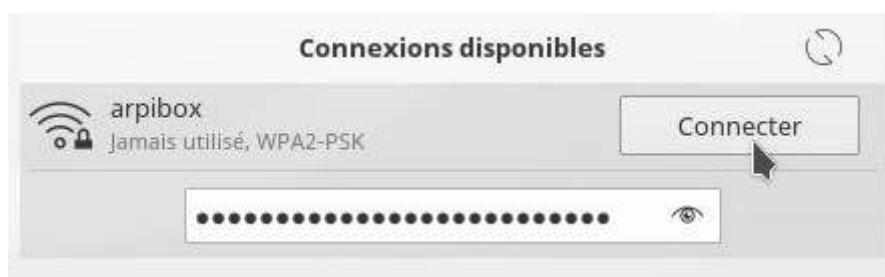 Connexions disponibles
arpibox
Connecter
Jamais utilisé, WPA2-PSK